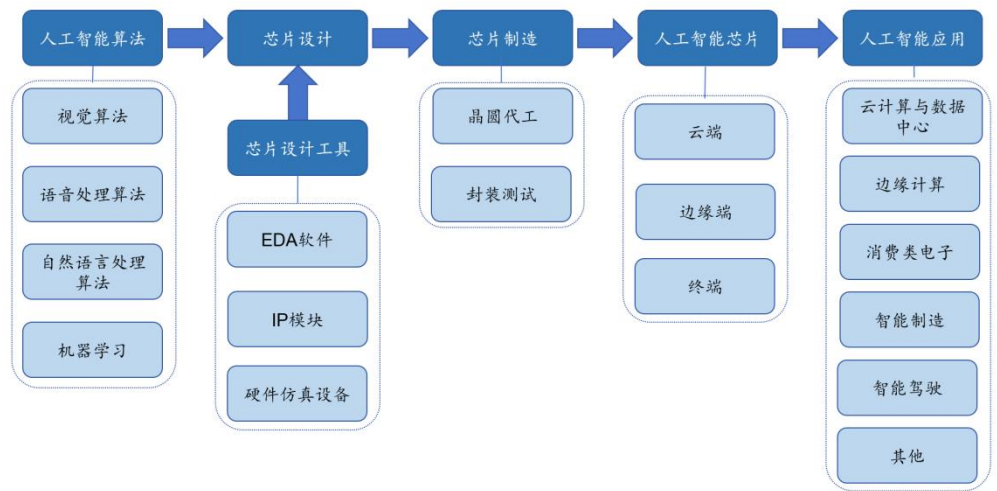 人工智能算法
芯片设计
芯片制造
人工智能芯片
人工智能应用
视觉算法
语音处理算法
自然语言处理
算法
机器学习
芯片设计工具
EDA软件
IP模块
硬件仿真设备
晶圆代工
封装测试
云端
边缘端
终端
云计算与数据
中心
边缘计算
消费类电子
智能制造
智能驾驶
其他